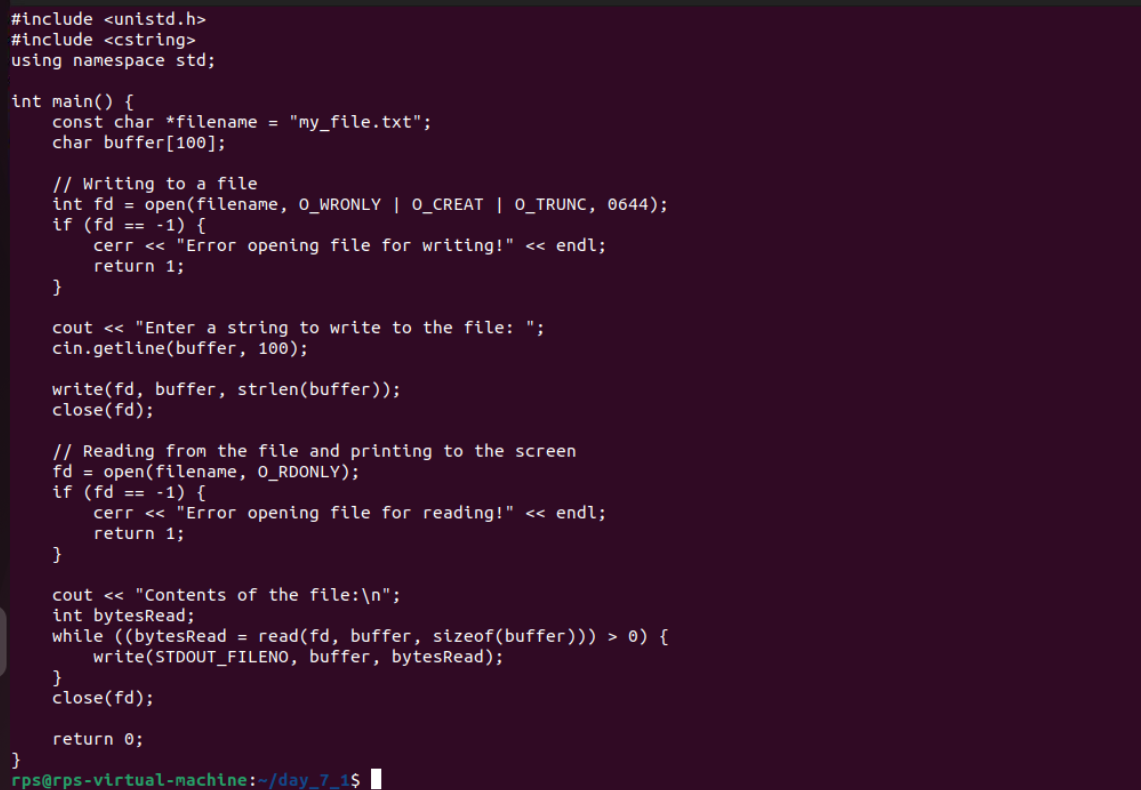 #include <unistd.h>
#include <cstring>
using namespace std;

int main() {
    const char *filename = "my_file.txt";
    char buffer[100];

    // Writing to a file
    int fd = open(filename, O_WRONLY | O_CREAT | O_TRUNC, 0644);
    if (fd == -1) {
        cerr << "Error opening file for writing!" << endl;
        return 1;
    }

    cout << "Enter a string to write to the file: ";
    cin.getline(buffer, 100);

    write(fd, buffer, strlen(buffer));
    close(fd);

    // Reading from the file and printing to the screen
    fd = open(filename, O_RDONLY);
    if (fd == -1) {
        cerr << "Error opening file for reading!" << endl;
        return 1;
    }

    cout << "Contents of the file:\n";
    int bytesRead;
    while ((bytesRead = read(fd, buffer, sizeof(buffer))) > 0) {
        write(STDOUT_FILENO, buffer, bytesRead);
    }
    close(fd);

    return 0;
}
rps@rps-virtual-machine:~/day_7_1$